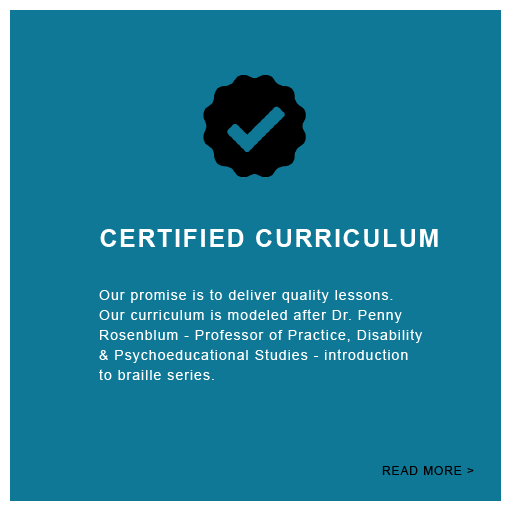 CERTIFIED CURRICULUM
Our promise is to deliver quality lessons.
Our curriculum is modeled after Dr. Penny
Rosenblum - Professor of Practice, Disability
& Psychoeducational Studies - introduction
to braille series.
READ MORE >